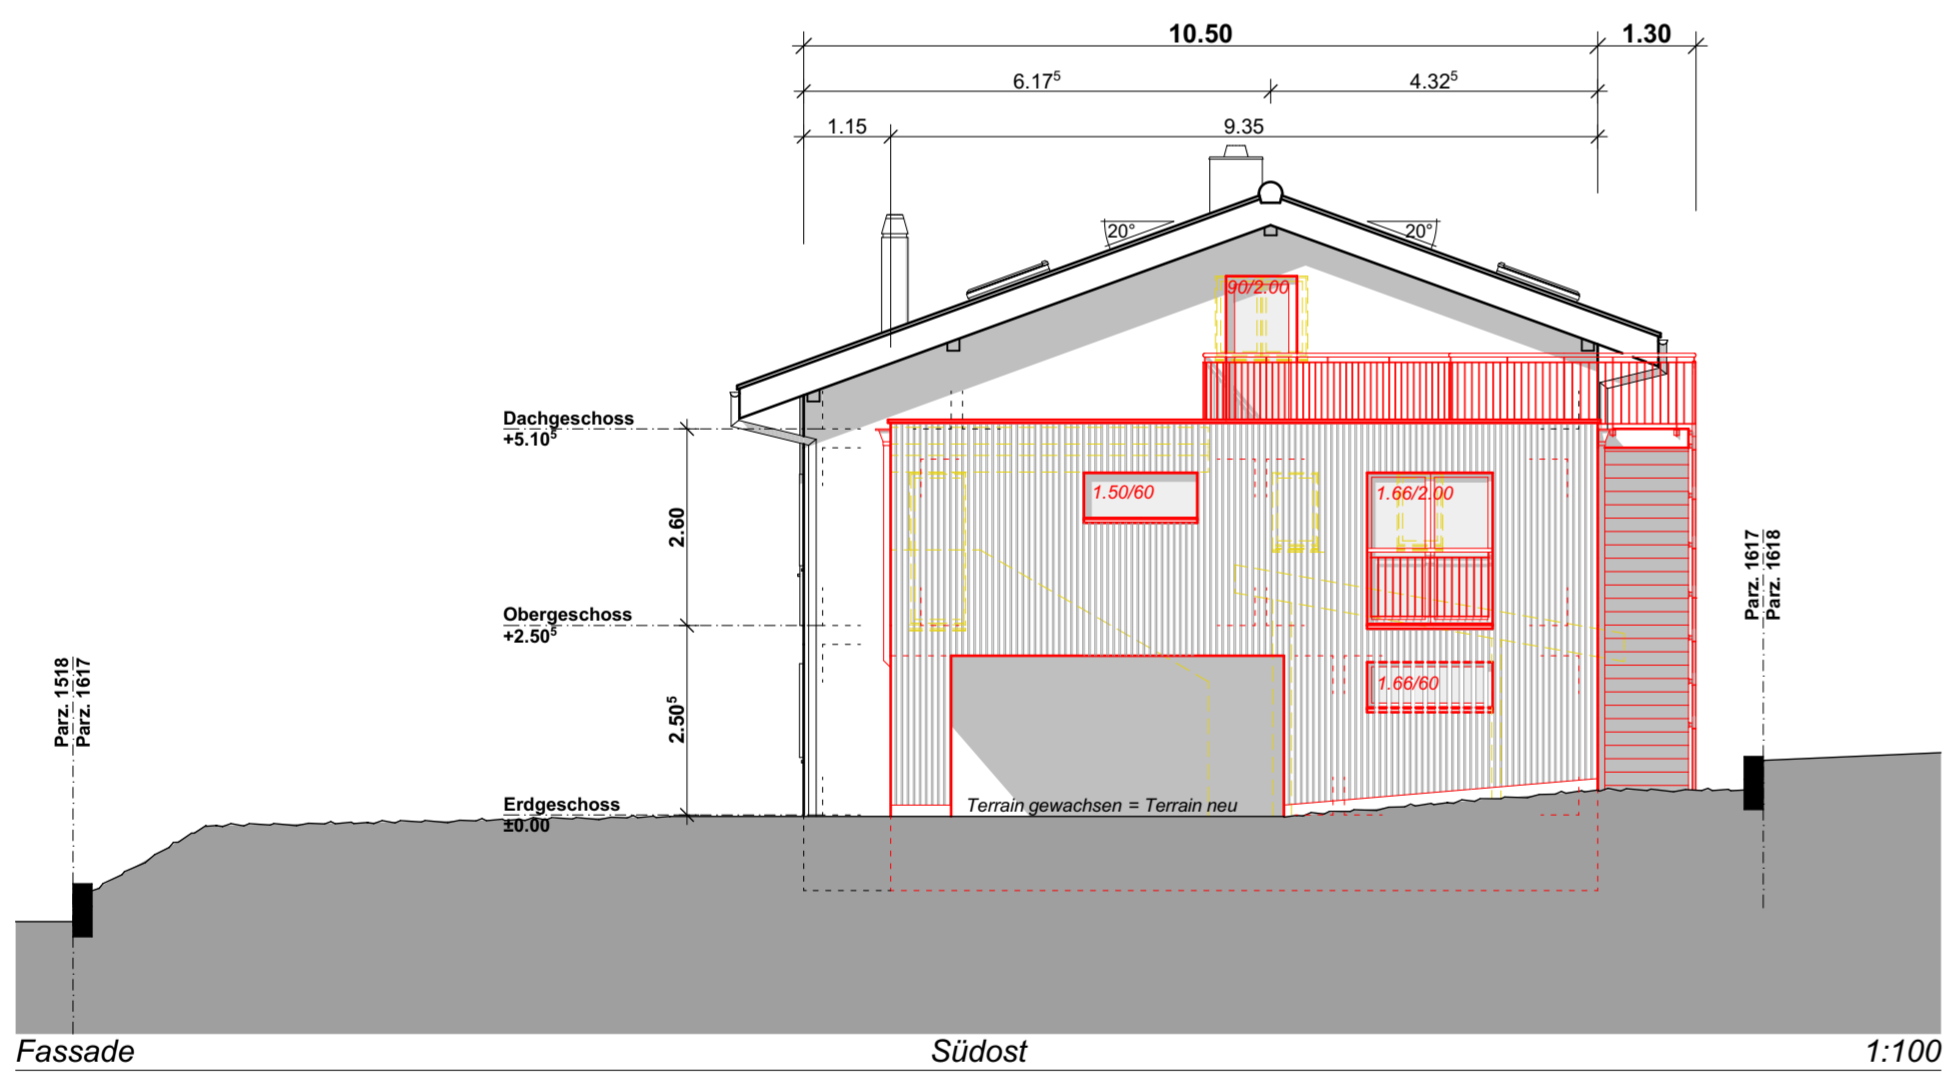 10.50 1.30
6.17⁵ 4.32⁵
1.15 9.35
20° 20°
90/2.00
Dachgeschoss
+5.10⁵
1.50/60 1.66/2.00
2.60
Parz. 1617
Parz. 1618
Obergeschoss
+2.50⁵
Parz. 1518
Parz. 1617
2.50⁵
1.66/60
Erdgeschoss
±0.00
Terrain gewachsen = Terrain neu
Fassade Südost 1:100